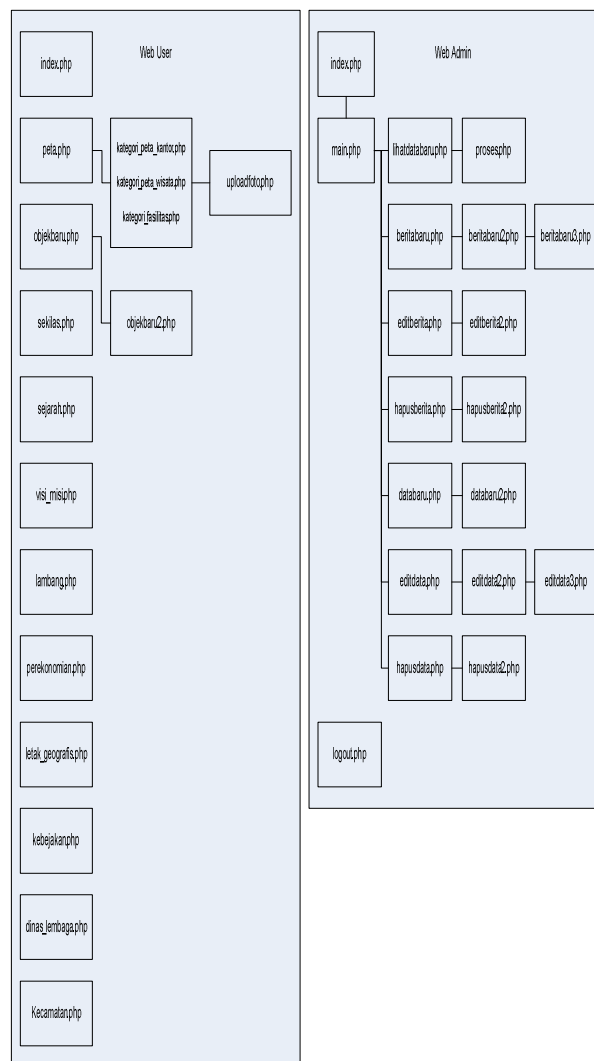 Web User
index.php
peta.php
kategori_peta_kantor.php
kategori_peta_wisata.php
kategori_fasilitas.php
uploadfoto.php
objekbaru.php
objekbaru2.php
sekilas.php
sejarah.php
visi_misi.php
lambang.php
perekonomian.php
letak_geografis.php
kebejakan.php
dinas_lembaga.php
Kecamatan.php
Web Admin
index.php
main.php
lihatdatabaru.php
proses.php
beritabaru.php
beritabaru2.php
beritabaru3.php
editberita.php
editberita2.php
hapusberita.php
hapusberita2.php
databaru.php
databaru2.php
editdata.php
editdata2.php
editdata3.php
hapusdata.php
hapusdata2.php
logout.php